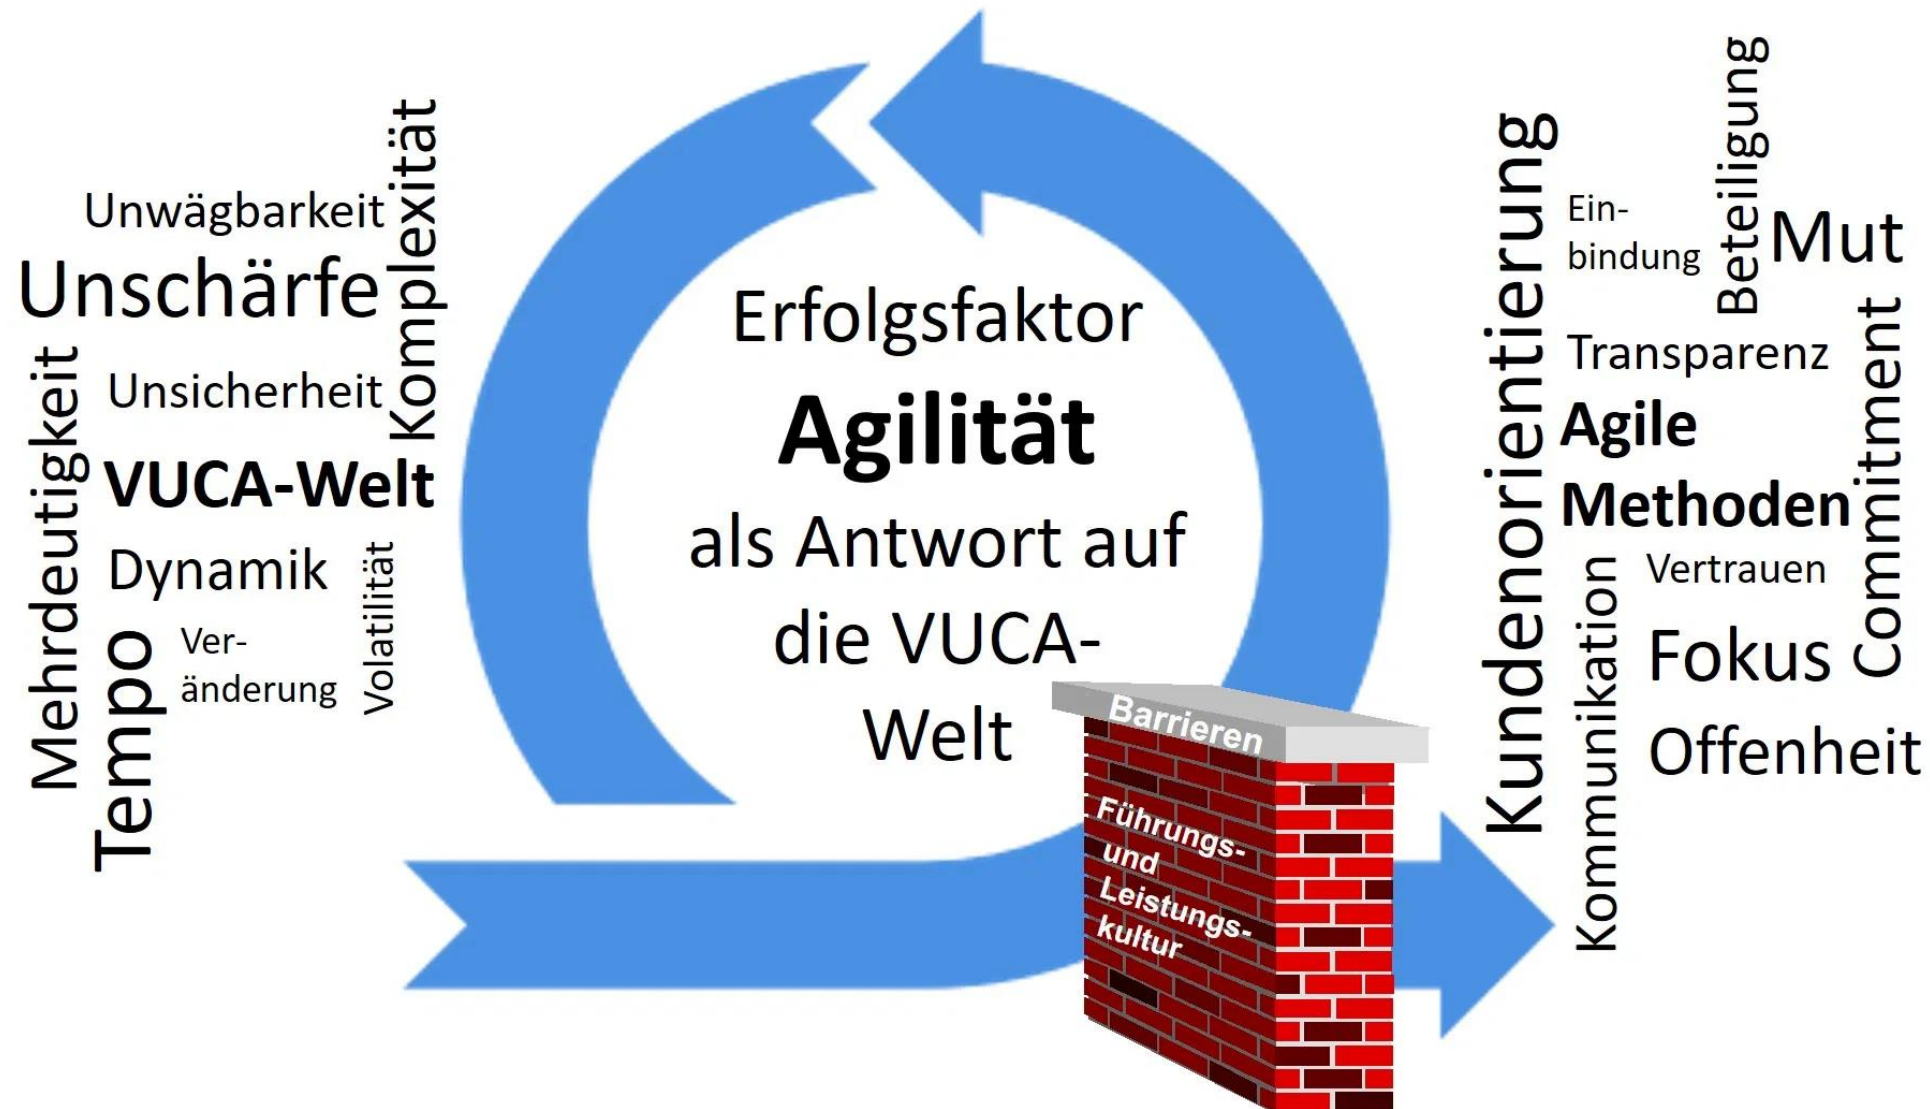 Komplexität
Unwägbarkeit
Unschärfe
Unsicherheit
Mehrdeutigkeit
VUCA-Welt
Dynamik
Volatilität
Tempo
Ver-
änderung
Erfolgsfaktor
Agilität
als Antwort auf
die VUCA-
Welt
Barrieren
Führungs-
und
Leistungs-
kultur
Kundenorientierung
Ein-
bindung
Beteiligung
Mut
Transparenz
Agile
Methoden
Commitment
Vertrauen
Kommunikation
Fokus
Offenheit